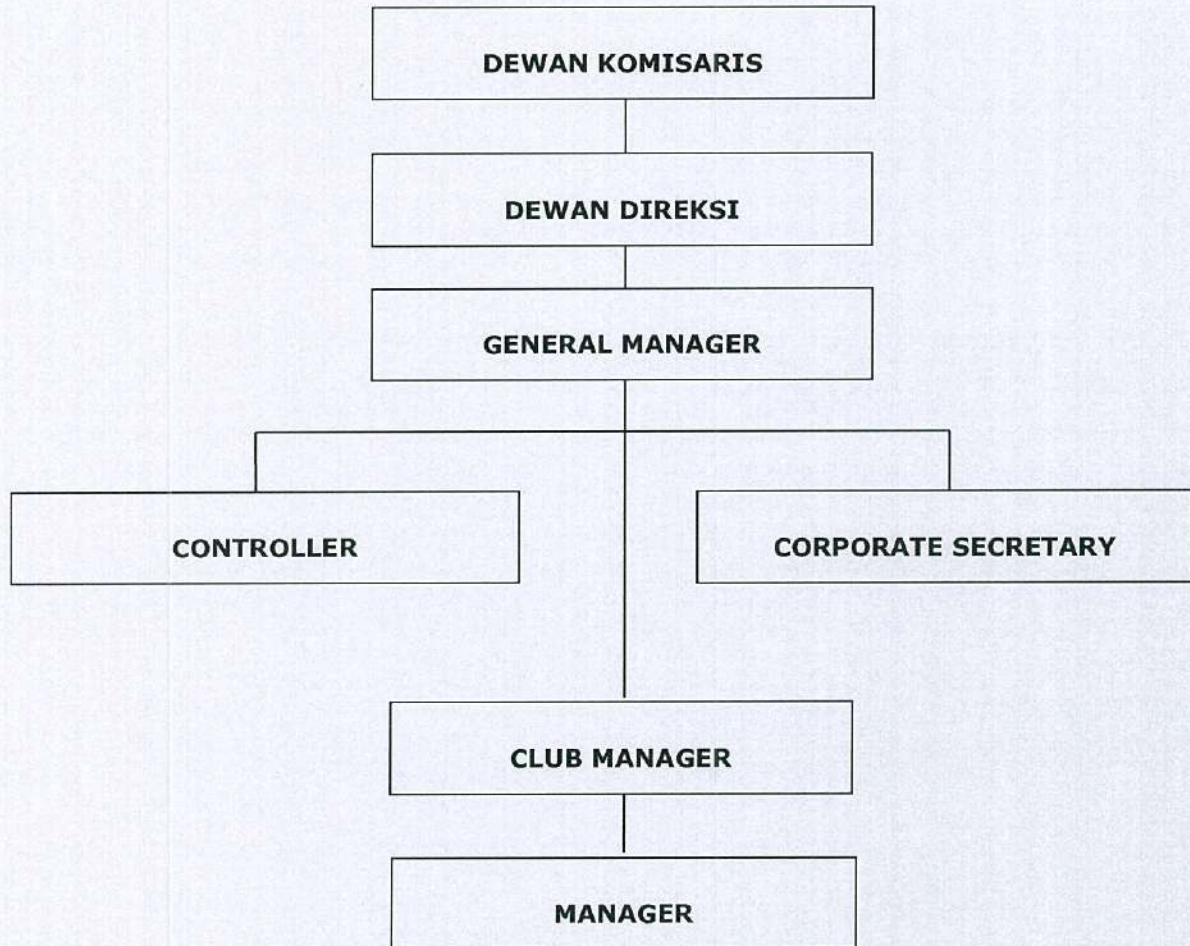 DEWAN KOMISARIS
DEWAN DIREKSI
GENERAL MANAGER
CONTROLLER
CORPORATE SECRETARY
CLUB MANAGER
MANAGER